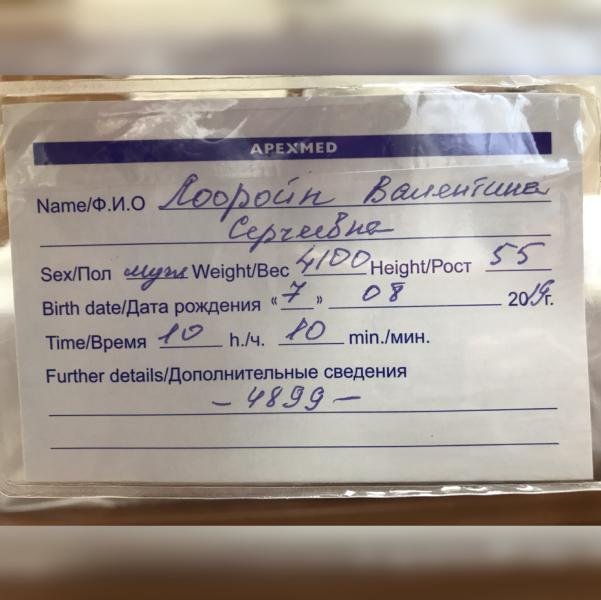 APEXMED
Name/Ф.И.О Валентина
Сергеевна
Sex/Пол муж Weight/Вес 4100 Height/Рост 55
Birth date/Дата рождения «7» 08 2019г.
Time/Время 10 h./ч. 10 min./мин.
Further details/Дополнительные сведения
- 4899 -